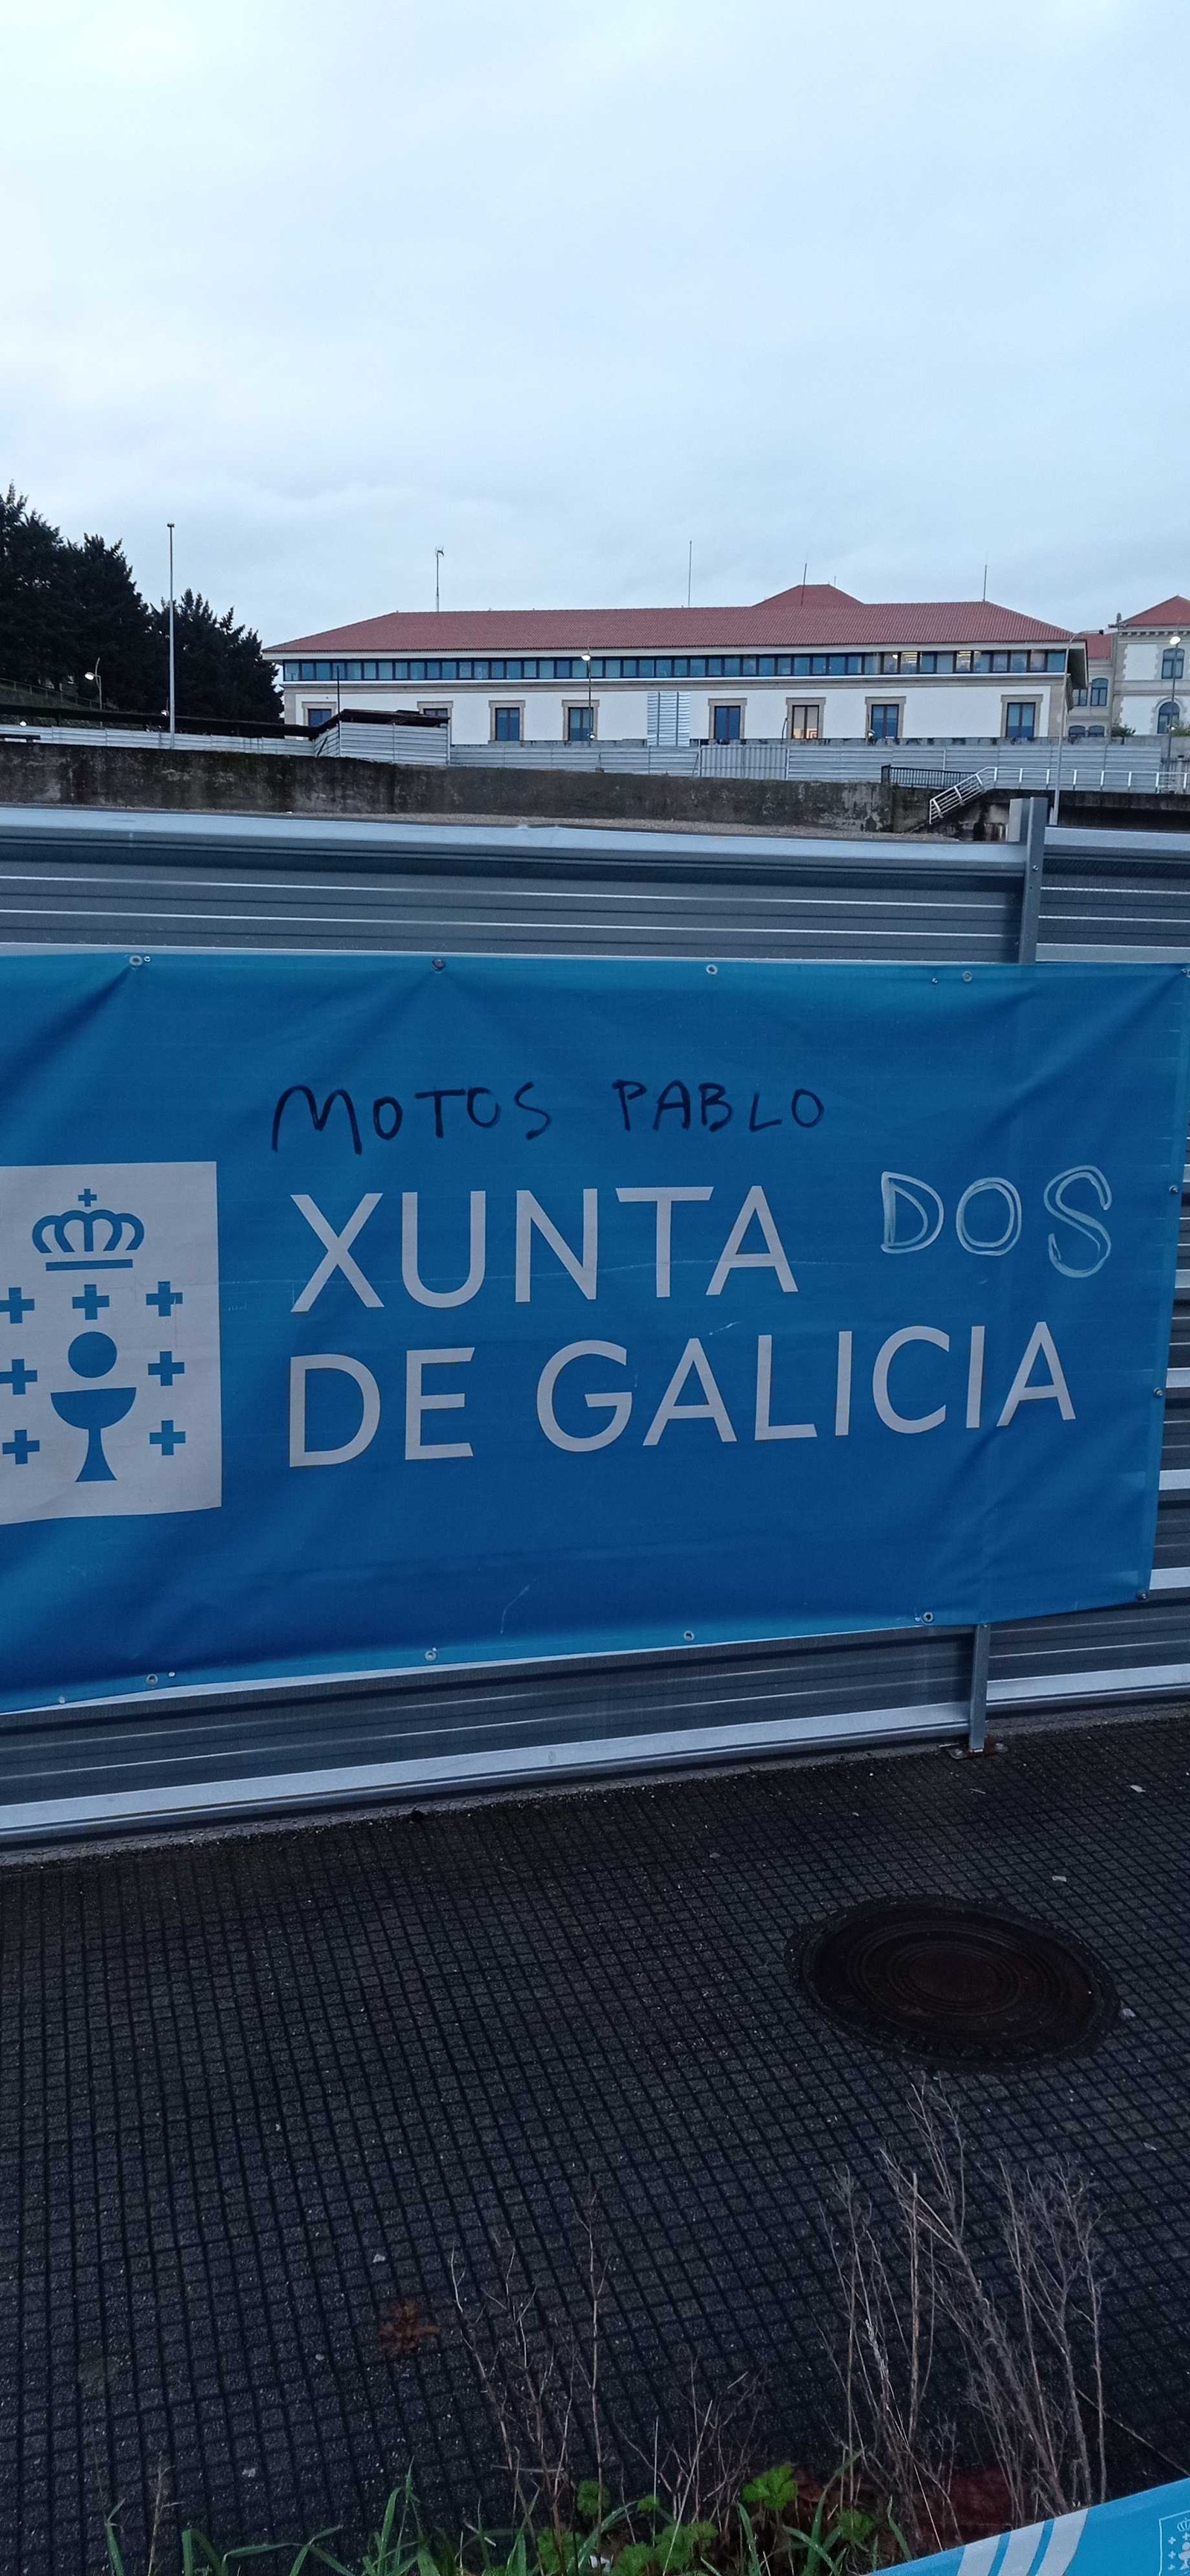 MOTOS PABLO
XUNTA DOS
DE GALICIA